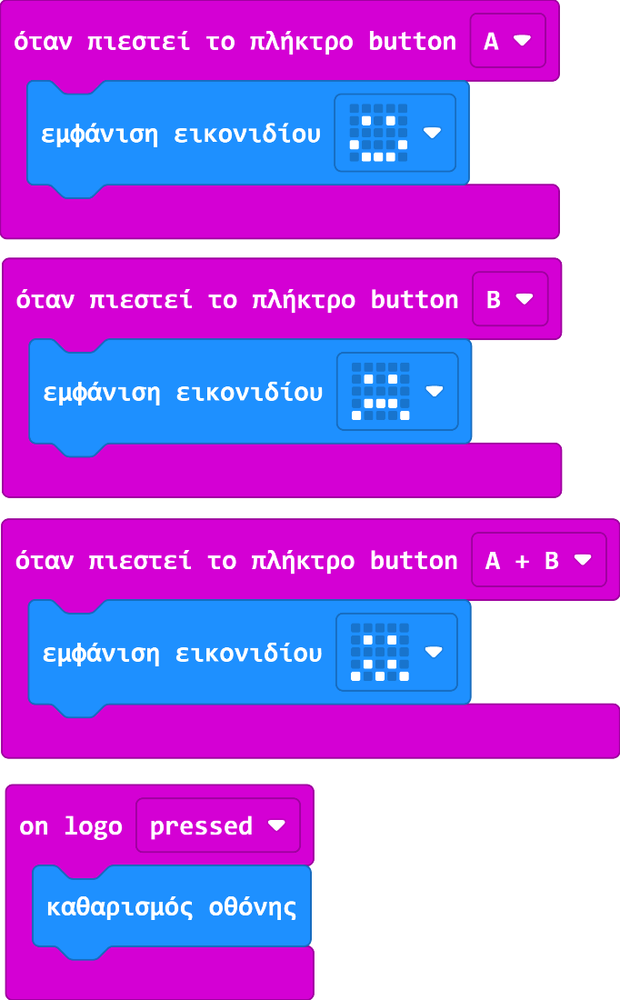 όταν πιεστεί το πλήκτρο button A
εμφάνιση εικονιδίου
όταν πιεστεί το πλήκτρο button B
εμφάνιση εικονιδίου
όταν πιεστεί το πλήκτρο button A + B
εμφάνιση εικονιδίου
on logo pressed
καθαρισμός οθόνης